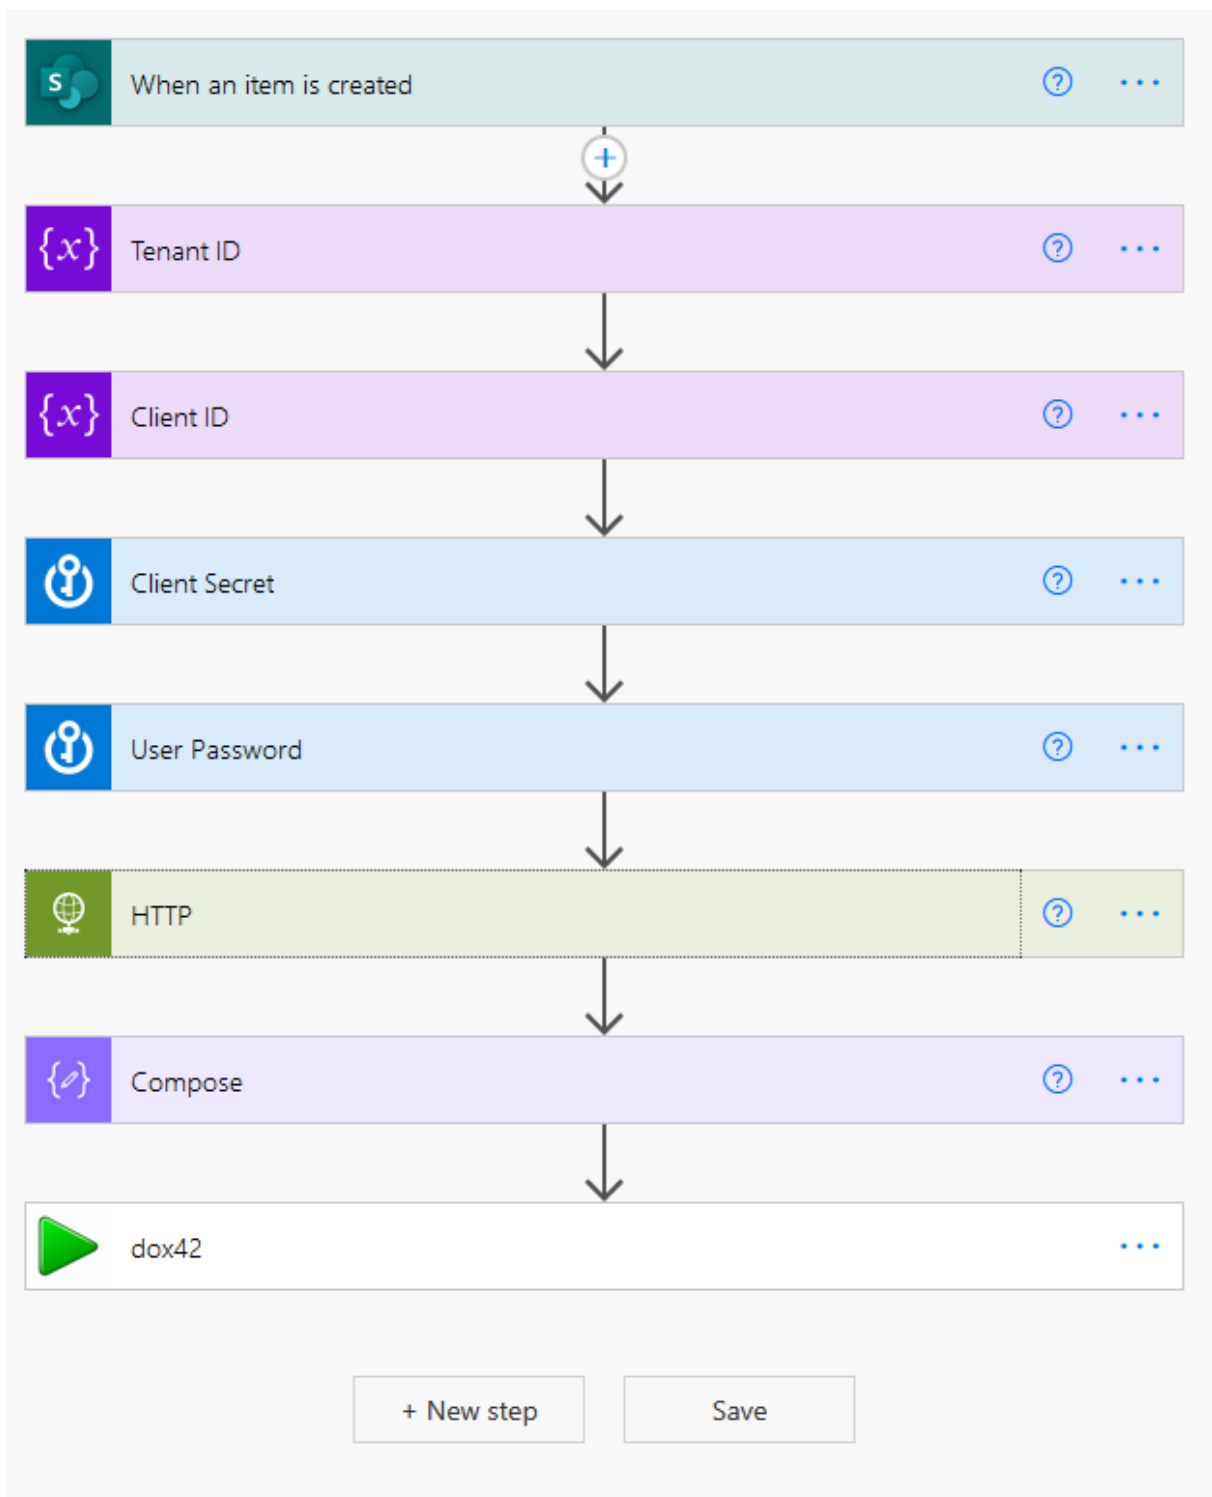 S When an item is created ? ...
+
{x} Tenant ID ? ...
{x} Client ID ? ...
Client Secret ? ...
User Password ? ...
HTTP ? ...
{ } Compose ? ...
dox42 ...
+ New step Save